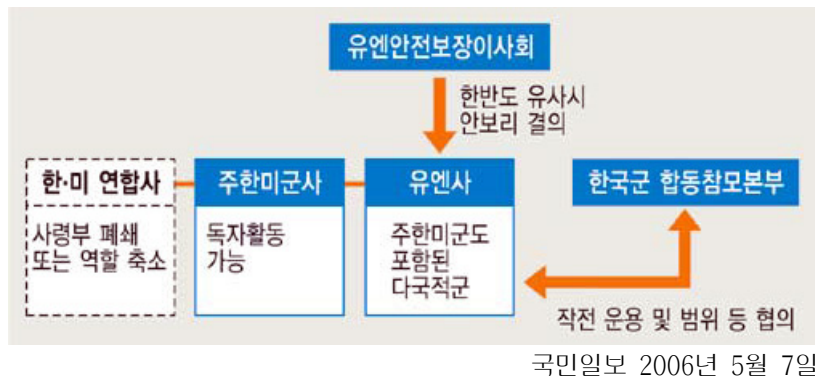 유엔안전보장이사회
한반도 유사시
안보리 결의
한·미 연합사
사령부 폐쇄
또는 역할 축소
주한미군사
독자활동
가능
유엔사
주한미군도
포함된
다국적군
한국군 합동참모본부
작전 운용 및 범위 등 협의
국민일보 2006년 5월 7일